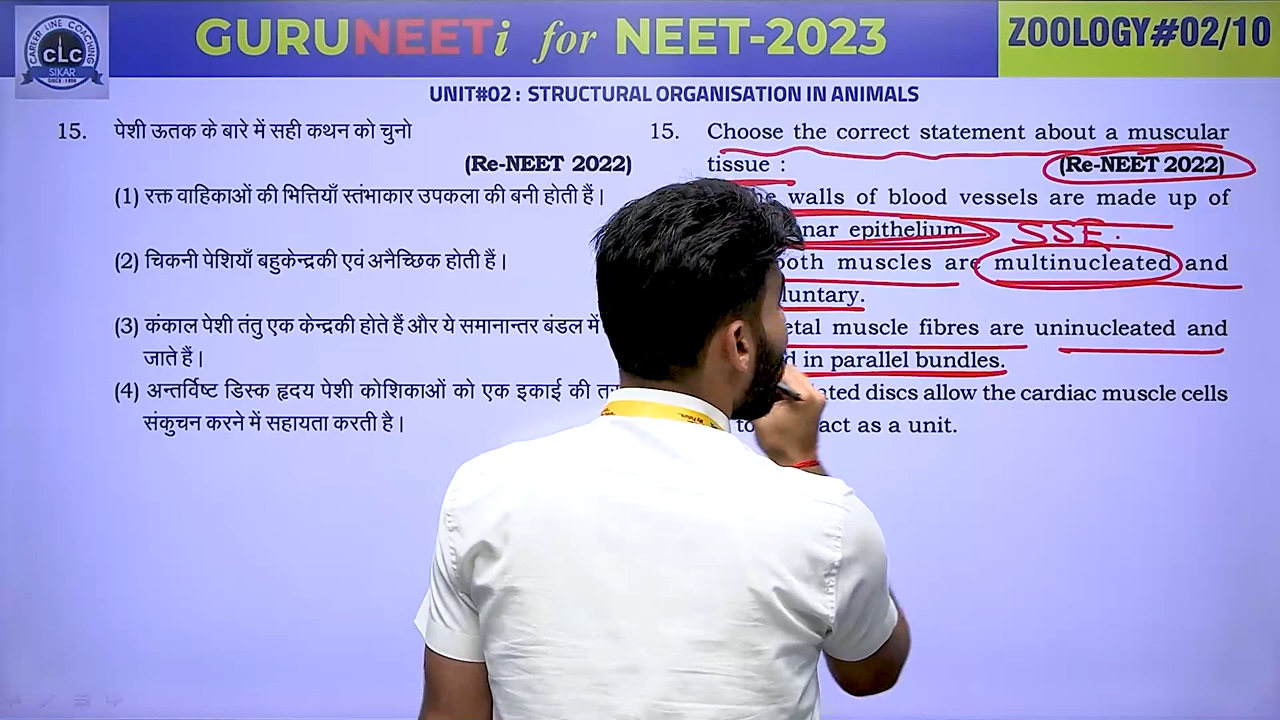 CAREER LINE COACHING
CLC
SIKAR
SINCE : 1996
GURUNEETi for NEET-2023
ZOOLOGY#02/10
UNIT#02 : STRUCTURAL ORGANISATION IN ANIMALS
15. पेशी ऊतक के बारे में सही कथन को चुनो
(Re-NEET 2022)
(1) रक्त वाहिकाओं की भित्तियाँ स्तंभाकार उपकला की बनी होती हैं।
(2) चिकनी पेशियाँ बहुकेन्द्रकी एवं अनैच्छिक होती हैं।
(3) कंकाल पेशी तंतु एक केन्द्रकी होते हैं और ये समानान्तर बंडल में
जाते हैं।
(4) अन्तर्विष्ट डिस्क हृदय पेशी कोशिकाओं को एक इकाई की
संकुचन करने में सहायता करती है।
15. Choose the correct statement about a muscular
tissue : (Re-NEET 2022)
walls of blood vessels are made up of
nar epithelium SSE.
oth muscles are multinucleated and
luntary.
etal muscle fibres are uninucleated and
d in parallel bundles.
ated discs allow the cardiac muscle cells
to act as a unit.